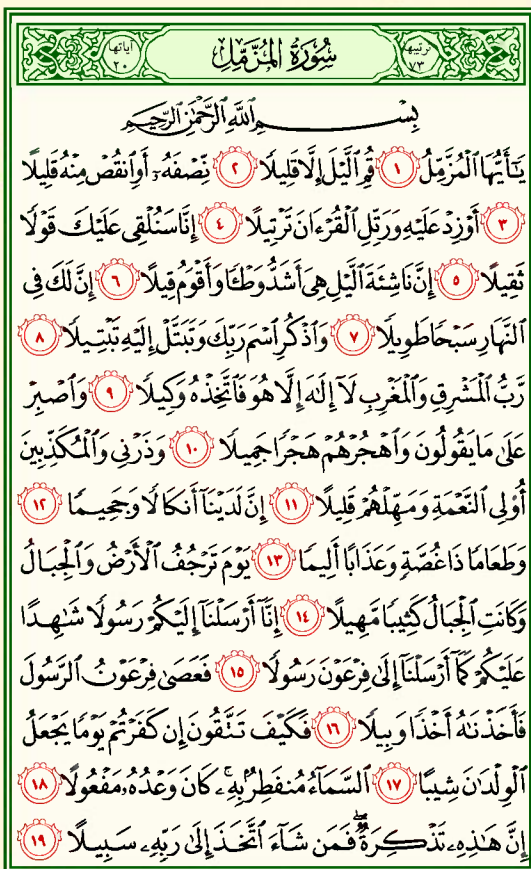 ترتيبها ٧٣ سُورَةُ المُزَّمِّل آياتها ٢٠
بِسْمِ ٱللَّهِ ٱلرَّحْمَٰنِ ٱلرَّحِيمِ
يَٰٓأَيُّهَا ٱلْمُزَّمِّلُ ١ قُمِ ٱلَّيْلَ إِلَّا قَلِيلًا ٢ نِّصْفَهُۥٓ أَوِ ٱنقُصْ مِنْهُ قَلِيلًا
٣ أَوْ زِدْ عَلَيْهِ وَرَتِّلِ ٱلْقُرْءَانَ تَرْتِيلًا ٤ إِنَّا سَنُلْقِى عَلَيْكَ قَوْلًا
ثَقِيلًا ٥ إِنَّ نَاشِئَةَ ٱلَّيْلِ هِىَ أَشَدُّ وَطْـًٔا وَأَقْوَمُ قِيلًا ٦ إِنَّ لَكَ فِى
ٱلنَّهَارِ سَبْحًا طَوِيلًا ٧ وَٱذْكُرِ ٱسْمَ رَبِّكَ وَتَبَتَّلْ إِلَيْهِ تَبْتِيلًا ٨
رَّبُّ ٱلْمَشْرِقِ وَٱلْمَغْرِبِ لَآ إِلَٰهَ إِلَّا هُوَ فَٱتَّخِذْهُ وَكِيلًا ٩ وَٱصْبِرْ
عَلَىٰ مَا يَقُولُونَ وَٱهْجُرْهُمْ هَجْرًا جَمِيلًا ١٠ وَذَرْنِى وَٱلْمُكَذِّبِينَ
أُو۟لِى ٱلنَّعْمَةِ وَمَهِّلْهُمْ قَلِيلًا ١١ إِنَّ لَدَيْنَآ أَنكَالًا وَجَحِيمًا ١٢
وَطَعَامًا ذَا غُصَّةٍ وَعَذَابًا أَلِيمًا ١٣ يَوْمَ تَرْجُفُ ٱلْأَرْضُ وَٱلْجِبَالُ
وَكَانَتِ ٱلْجِبَالُ كَثِيبًا مَّهِيلًا ١٤ إِنَّآ أَرْسَلْنَآ إِلَيْكُمْ رَسُولًا شَٰهِدًا
عَلَيْكُمْ كَمَآ أَرْسَلْنَآ إِلَىٰ فِرْعَوْنَ رَسُولًا ١٥ فَعَصَىٰ فِرْعَوْنُ ٱلرَّسُولَ
فَأَخَذْنَٰهُ أَخْذًا وَبِيلًا ١٦ فَكَيْفَ تَتَّقُونَ إِن كَفَرْتُمْ يَوْمًا يَجْعَلُ
ٱلْوِلْدَٰنَ شِيبًا ١٧ ٱلسَّمَآءُ مُنفَطِرٌۢ بِهِۦ ۚ كَانَ وَعْدُهُۥ مَفْعُولًا ١٨
إِنَّ هَٰذِهِۦ تَذْكِرَةٌ ۖ فَمَن شَآءَ ٱتَّخَذَ إِلَىٰ رَبِّهِۦ سَبِيلًا ١٩